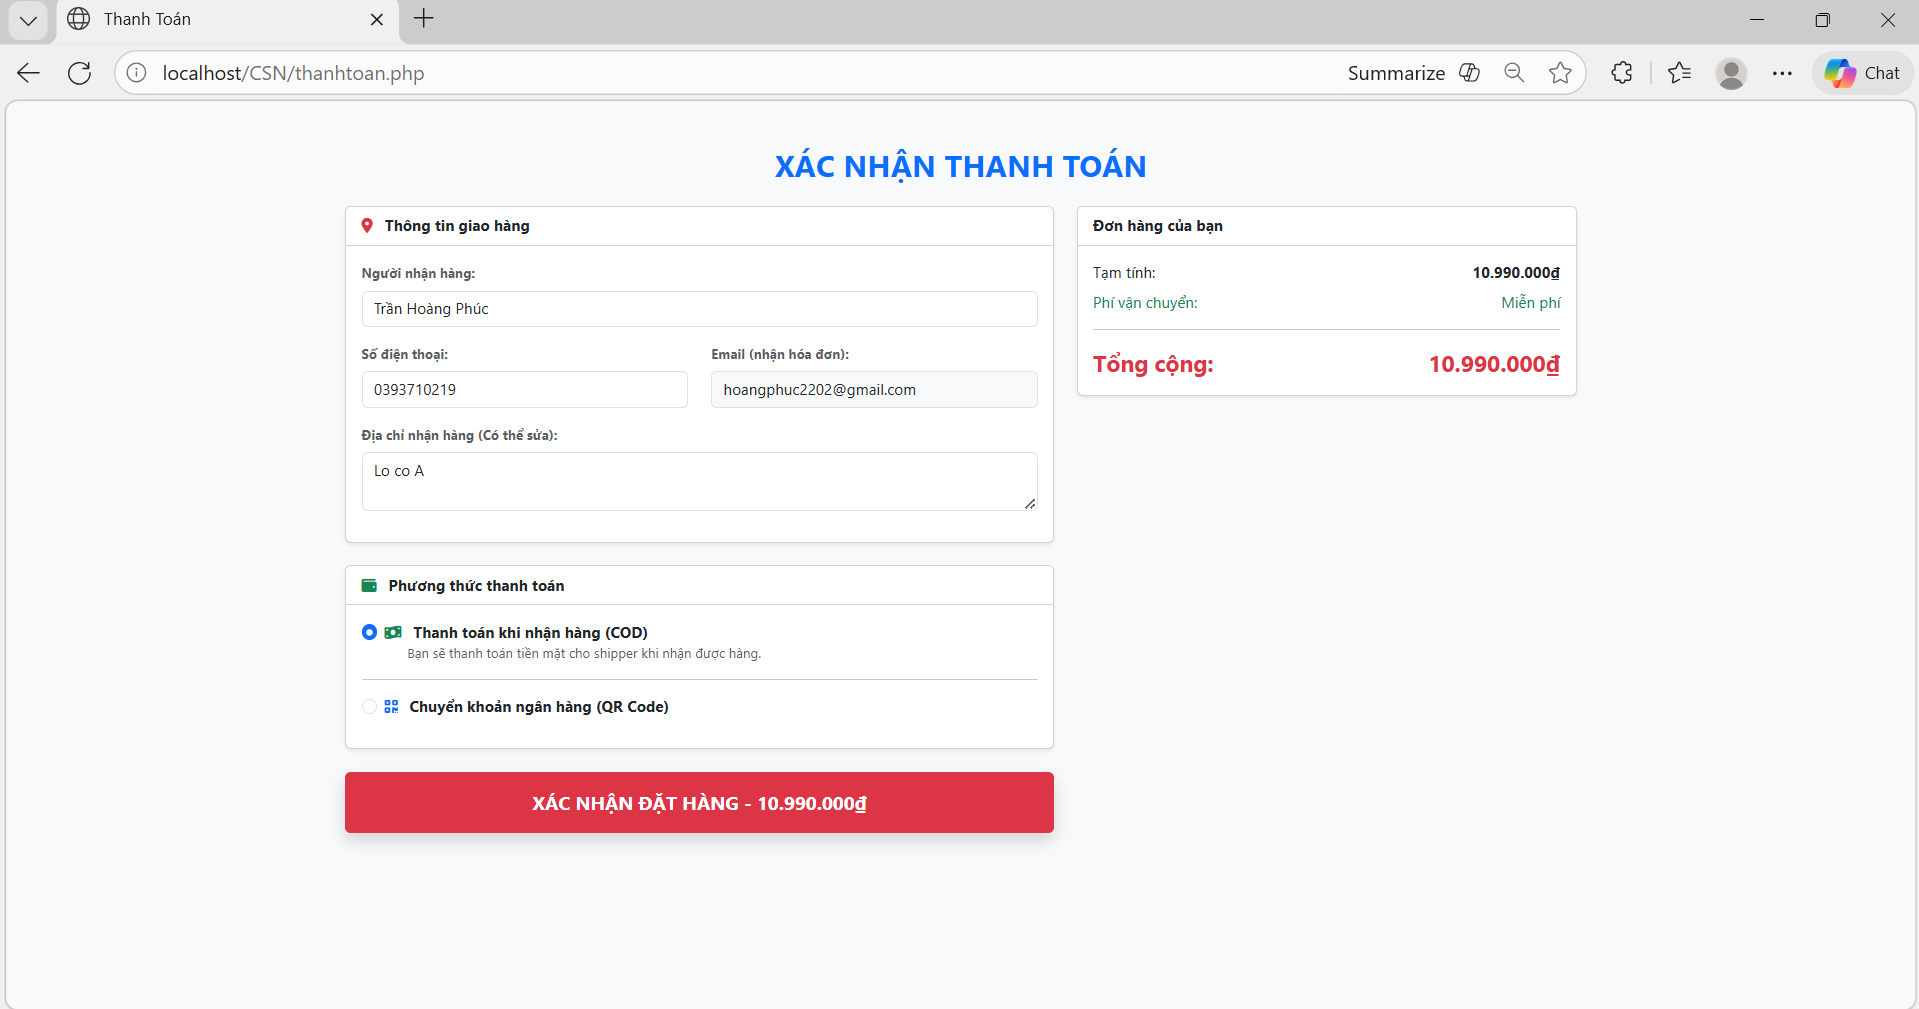 Thanh Toán
localhost/CSN/thanhtoan.php
Summarize
Chat
XÁC NHẬN THANH TOÁN
Thông tin giao hàng
Người nhận hàng:
Trần Hoàng Phúc
Số điện thoại:
Email (nhận hóa đơn):
0393710219
hoangphuc2202@gmail.com
Địa chỉ nhận hàng (Có thể sửa):
Lo co A
Đơn hàng của bạn
Tạm tính: 10.990.000₫
Phí vận chuyển: Miễn phí
Tổng cộng: 10.990.000₫
Phương thức thanh toán
Thanh toán khi nhận hàng (COD)
Bạn sẽ thanh toán tiền mặt cho shipper khi nhận được hàng.
Chuyển khoản ngân hàng (QR Code)
XÁC NHẬN ĐẶT HÀNG - 10.990.000₫